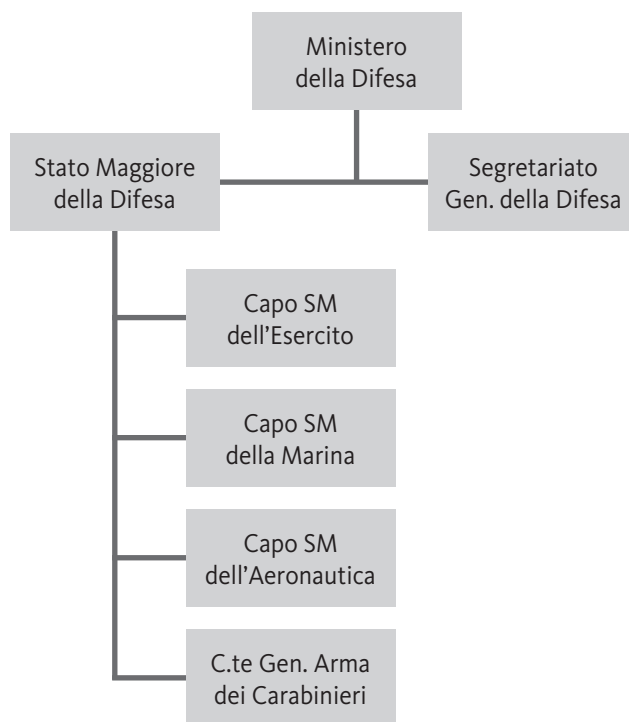 Ministero
della Difesa
Stato Maggiore
della Difesa
Segretariato
Gen. della Difesa
Capo SM
dell'Esercito
Capo SM
della Marina
Capo SM
dell'Aeronautica
C.te Gen. Arma
dei Carabinieri